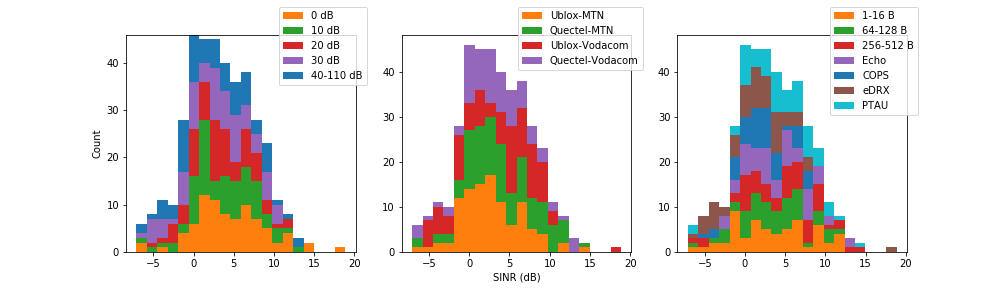 0 dB
10 dB
20 dB
30 dB
40-110 dB
Count
0
10
20
30
40
−5
0
5
10
15
20
Ublox-MTN
Quectel-MTN
Ublox-Vodacom
Quectel-Vodacom
0
10
20
30
40
−5
0
5
10
15
20
SINR (dB)
1-16 B
64-128 B
256-512 B
Echo
COPS
eDRX
PTAU
0
10
20
30
40
−5
0
5
10
15
20